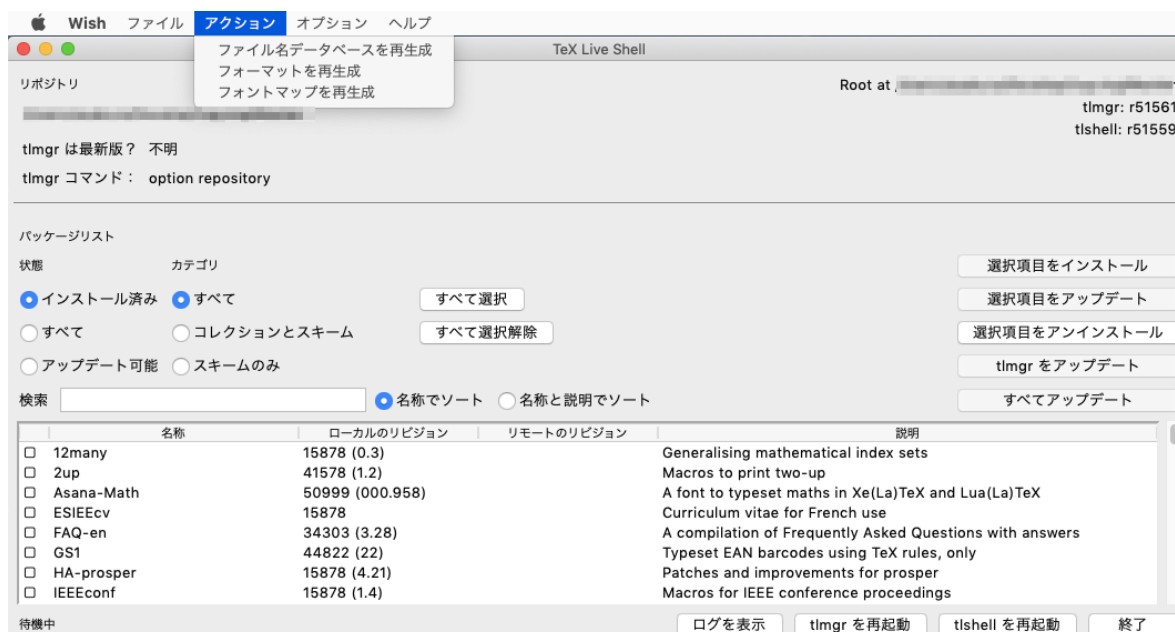 Wish ファイル アクション オプション ヘルプ
ファイル名データベースを再生成
フォーマットを再生成
フォントマップを再生成
TeX Live Shell
リポジトリ
Root at
tlmgr: r51561
tlshell: r51559
tlmgr は最新版？ 不明
tlmgr コマンド： option repository
パッケージリスト
状態 カテゴリ
選択項目をインストール
インストール済み すべて すべて選択 選択項目をアップデート
すべて コレクションとスキーム すべて選択解除 選択項目をアンインストール
アップデート可能 スキームのみ tlmgr をアップデート
検索 名称でソート 名称と説明でソート すべてアップデート
名称 ローカルのリビジョン リモートのリビジョン 説明
12many 15878 (0.3) Generalising mathematical index sets
2up 41578 (1.2) Macros to print two-up
Asana-Math 50999 (000.958) A font to typeset maths in Xe(La)TeX and Lua(La)TeX
ESIEEcv 15878 Curriculum vitae for French use
FAQ-en 34303 (3.28) A compilation of Frequently Asked Questions with answers
GS1 44822 (22) Typeset EAN barcodes using TeX rules, only
HA-prosper 15878 (4.21) Patches and improvements for prosper
IEEEconf 15878 (1.4) Macros for IEEE conference proceedings
待機中 ログを表示 tlmgr を再起動 tlshell を再起動 終了